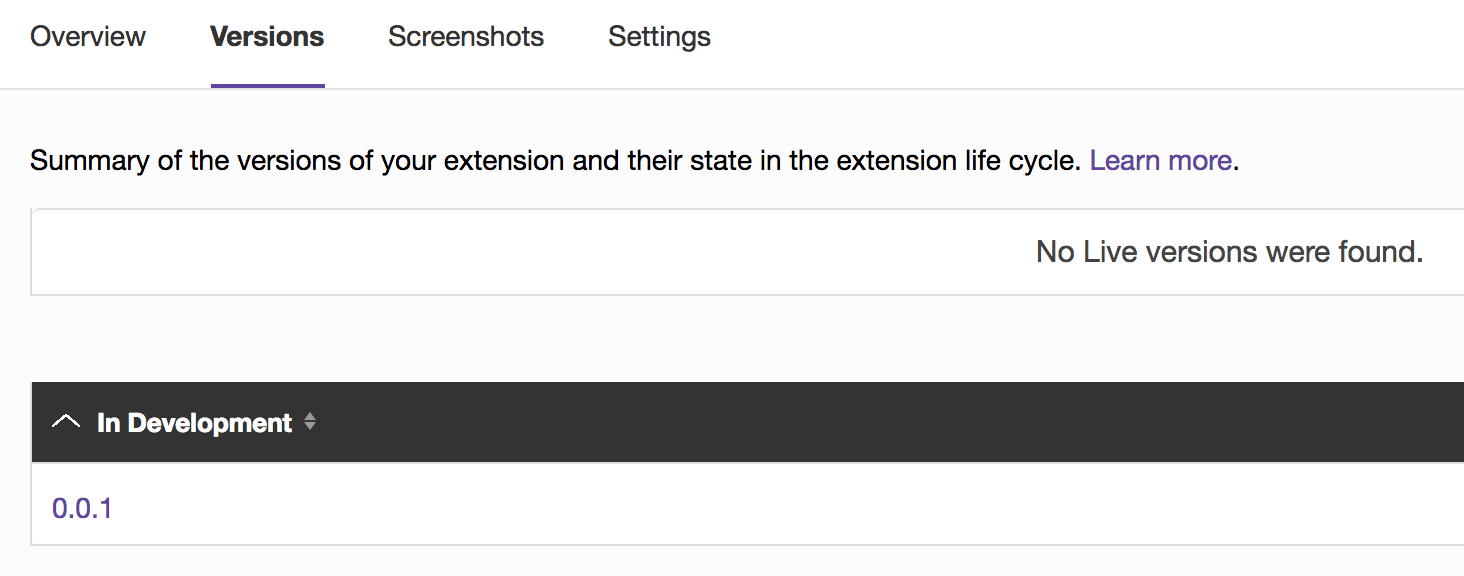 Overview Versions Screenshots Settings
Summary of the versions of your extension and their state in the extension life cycle. Learn more.
No Live versions were found.
In Development
0.0.1